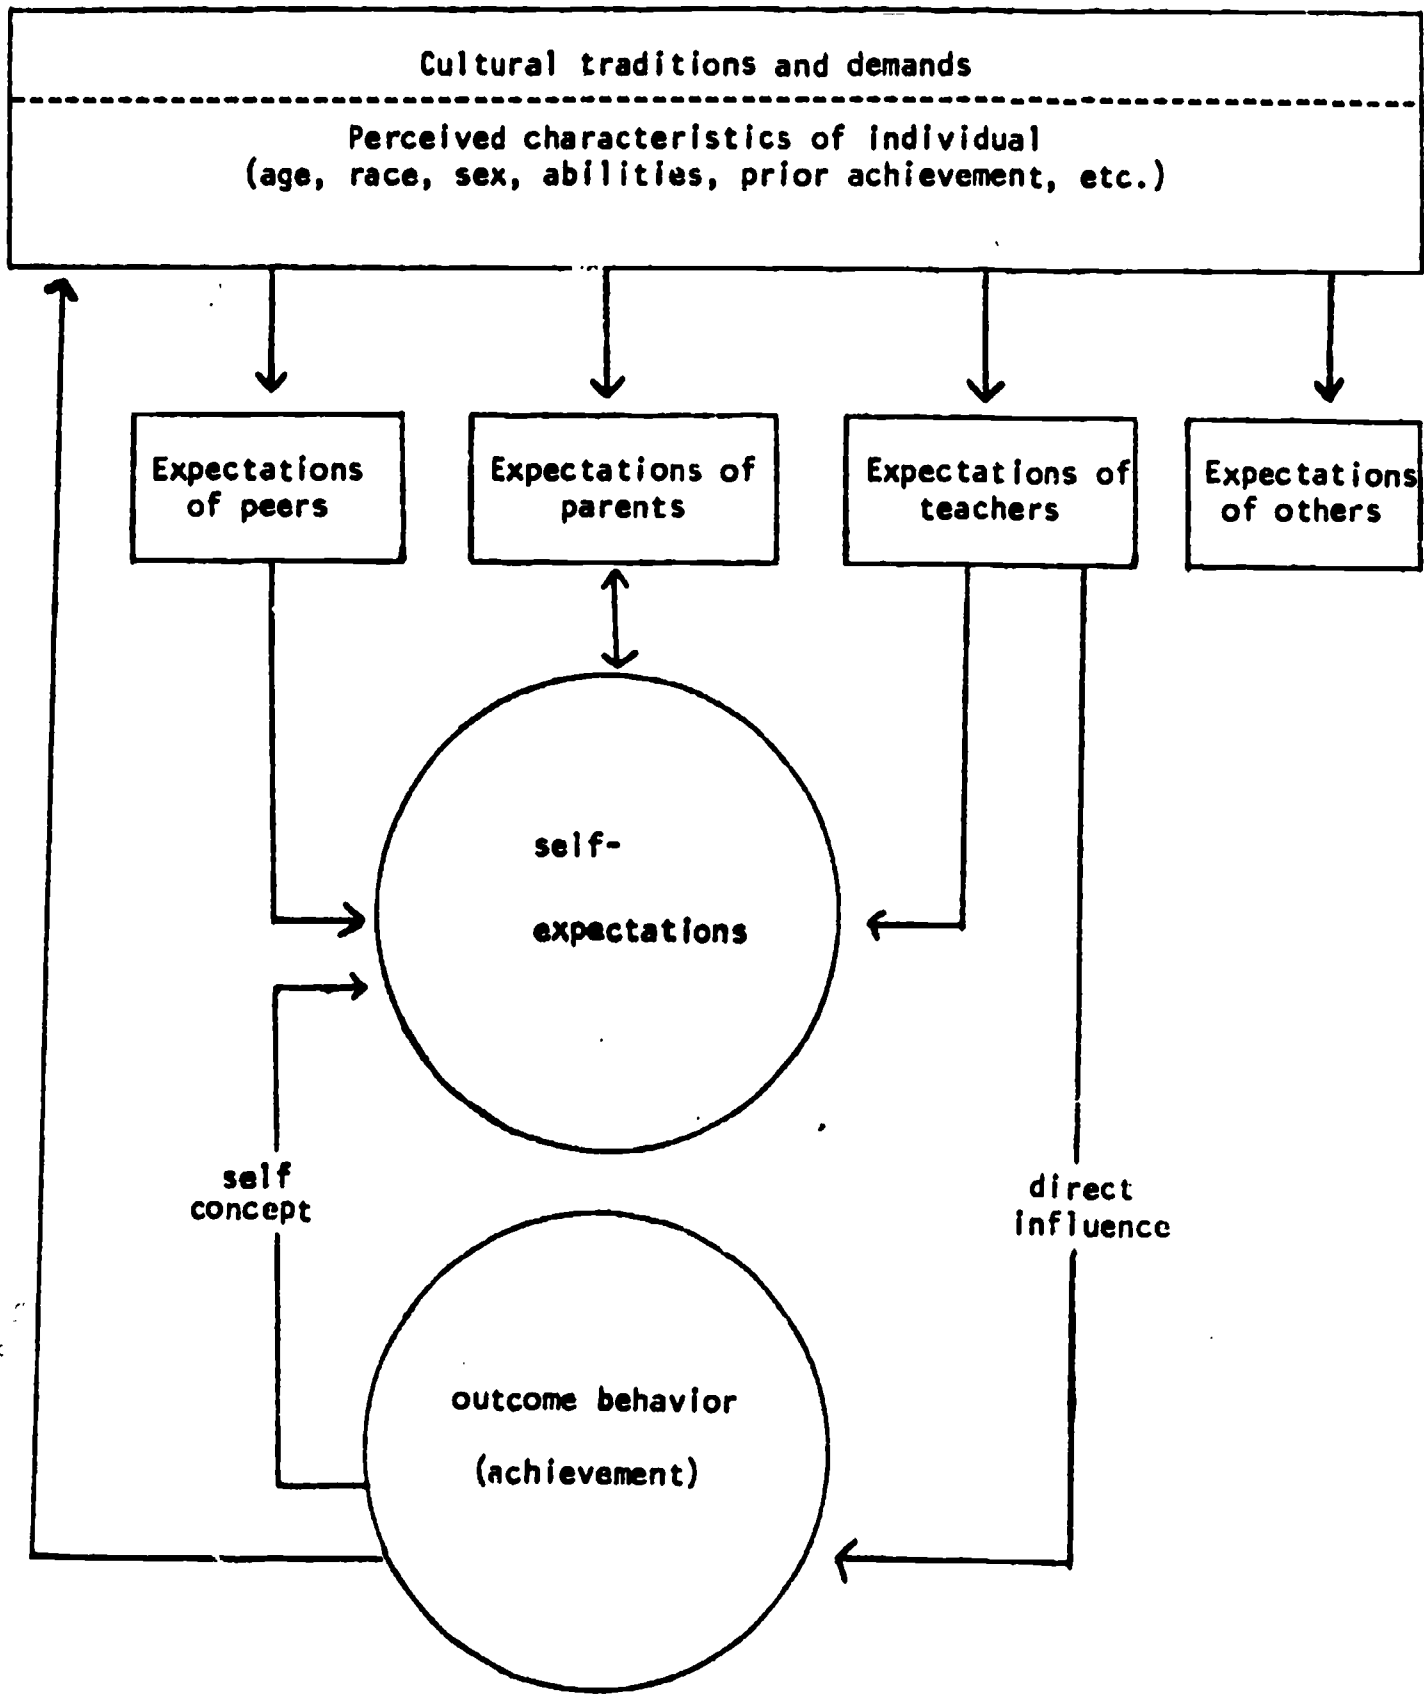 Cultural traditions and demands
Perceived characteristics of individual
(age, race, sex, abilities, prior achievement, etc.)
Expectations
of peers
Expectations of
parents
Expectations of
teachers
Expectations
of others
self-
expectations
self
concept
direct
influence
outcome behavior
(achievement)